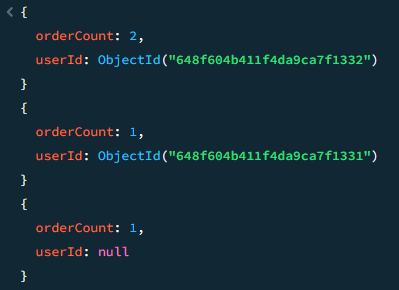 {
orderCount: 2,
userId: ObjectId("648f604b411f4da9ca7f1332")
}
{
orderCount: 1,
userId: ObjectId("648f604b411f4da9ca7f1331")
}
{
orderCount: 1,
userId: null
}